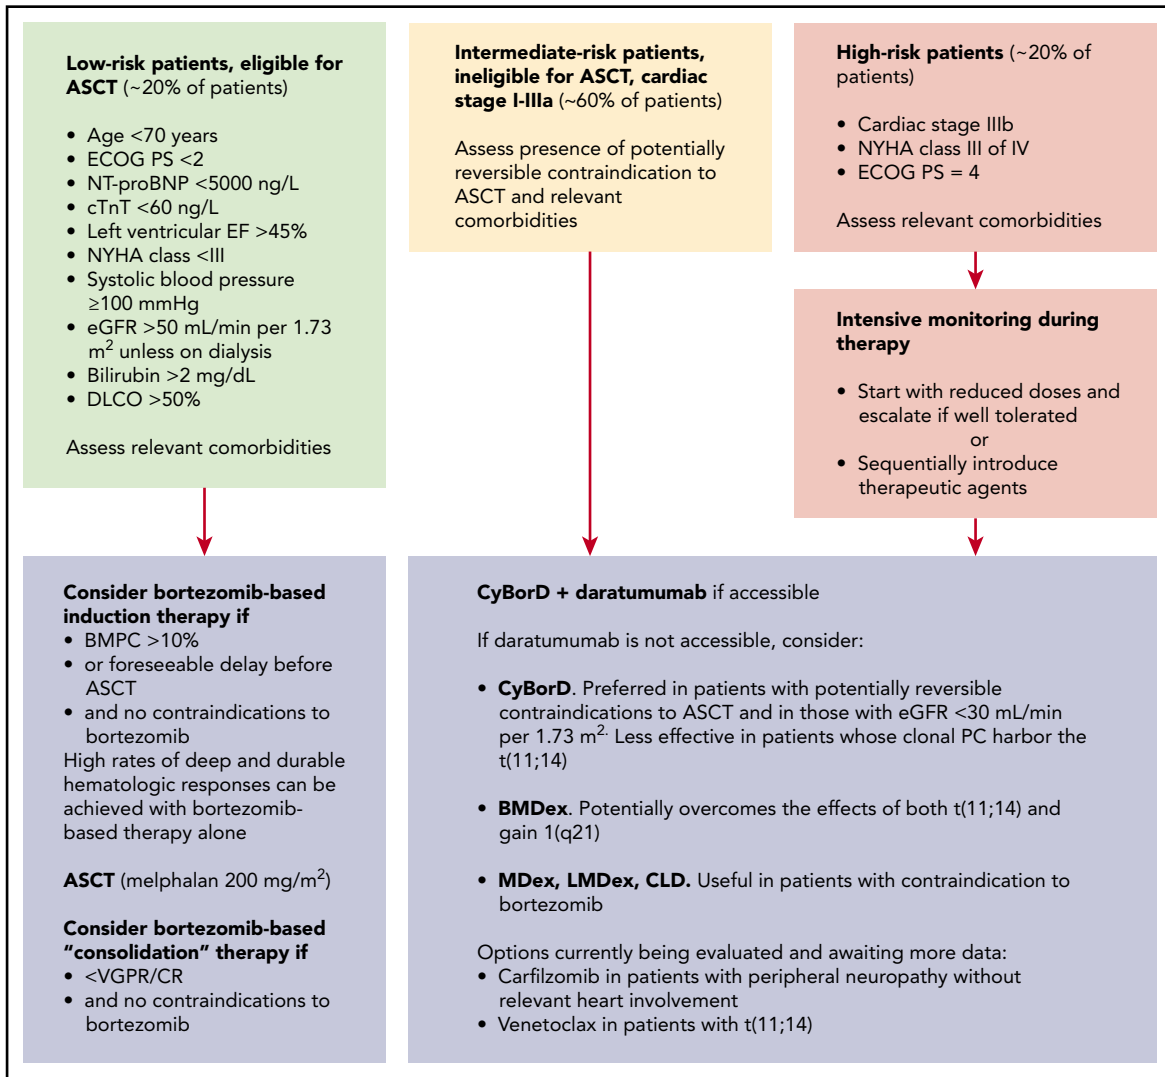 Low-risk patients, eligible for
ASCT (~20% of patients)
• Age <70 years
• ECOG PS <2
• NT-proBNP <5000 ng/L
• cTnT <60 ng/L
• Left ventricular EF >45%
• NYHA class <III
• Systolic blood pressure
≥100 mmHg
• eGFR >50 mL/min per 1.73
m² unless on dialysis
• Bilirubin >2 mg/dL
• DLCO >50%
Assess relevant comorbidities
Intermediate-risk patients,
ineligible for ASCT, cardiac
stage I-IIIa (~60% of patients)
Assess presence of potentially
reversible contraindication to
ASCT and relevant
comorbidities
High-risk patients (~20% of
patients)
• Cardiac stage IIIb
• NYHA class III of IV
• ECOG PS = 4
Assess relevant comorbidities
Intensive monitoring during
therapy
• Start with reduced doses and
escalate if well tolerated
or
• Sequentially introduce
therapeutic agents
Consider bortezomib-based
induction therapy if
• BMPC >10%
• or foreseeable delay before
ASCT
• and no contraindications to
bortezomib
High rates of deep and durable
hematologic responses can be
achieved with bortezomib-
based therapy alone
ASCT (melphalan 200 mg/m²)
Consider bortezomib-based
"consolidation" therapy if
• <VGPR/CR
• and no contraindications to
bortezomib
CyBorD + daratumumab if accessible
If daratumumab is not accessible, consider:
• CyBorD. Preferred in patients with potentially reversible
contraindications to ASCT and in those with eGFR <30 mL/min
per 1.73 m². Less effective in patients whose clonal PC harbor the
t(11;14)
• BMDex. Potentially overcomes the effects of both t(11;14) and
gain 1(q21)
• MDex, LMDex, CLD. Useful in patients with contraindication to
bortezomib
Options currently being evaluated and awaiting more data:
• Carfilzomib in patients with peripheral neuropathy without
relevant heart involvement
• Venetoclax in patients with t(11;14)